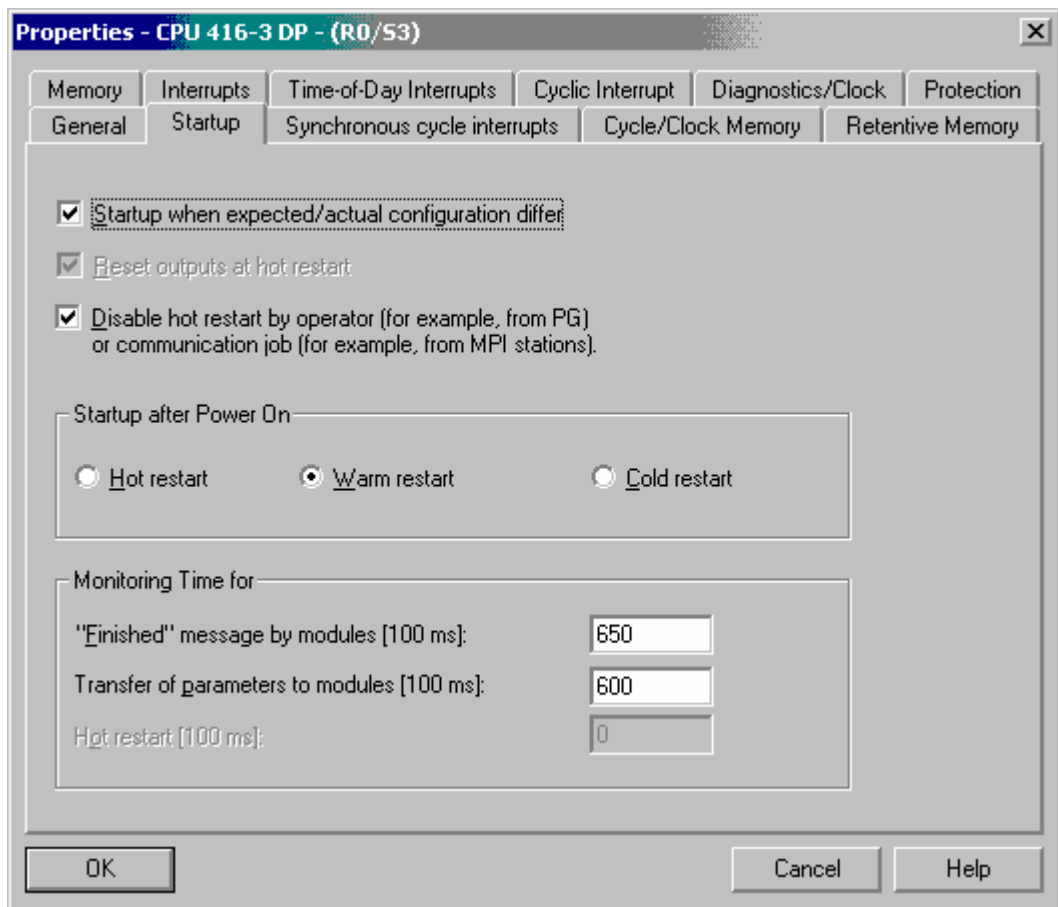 Properties - CPU 416-3 DP - (R0/S3)
Memory Interrupts Time-of-Day Interrupts Cyclic Interrupt Diagnostics/Clock Protection
General Startup Synchronous cycle interrupts Cycle/Clock Memory Retentive Memory
Startup when expected/actual configuration differ
Reset outputs at hot restart
Disable hot restart by operator (for example, from PG)
or communication job (for example, from MPI stations).
Startup after Power On
Hot restart Warm restart Cold restart
Monitoring Time for
"Finished" message by modules [100 ms]: 650
Transfer of parameters to modules [100 ms]: 600
Hot restart [100 ms]: 0
OK Cancel Help